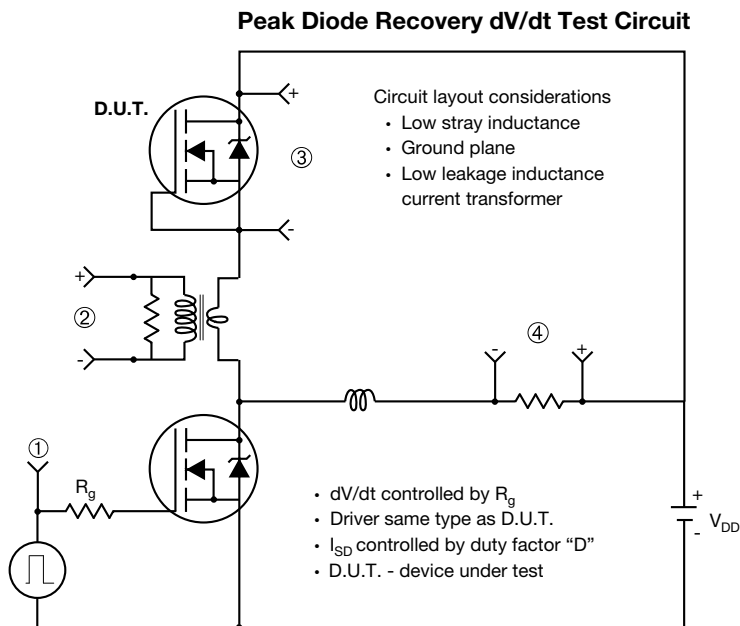 Peak Diode Recovery dV/dt Test Circuit
D.U.T.
+
Circuit layout considerations
• Low stray inductance
• Ground plane
• Low leakage inductance
current transformer
③
-
+
②
-
-
④
+
①
Rg
• dV/dt controlled by Rg
• Driver same type as D.U.T.
• ISD controlled by duty factor “D”
• D.U.T. - device under test
+
VDD
-